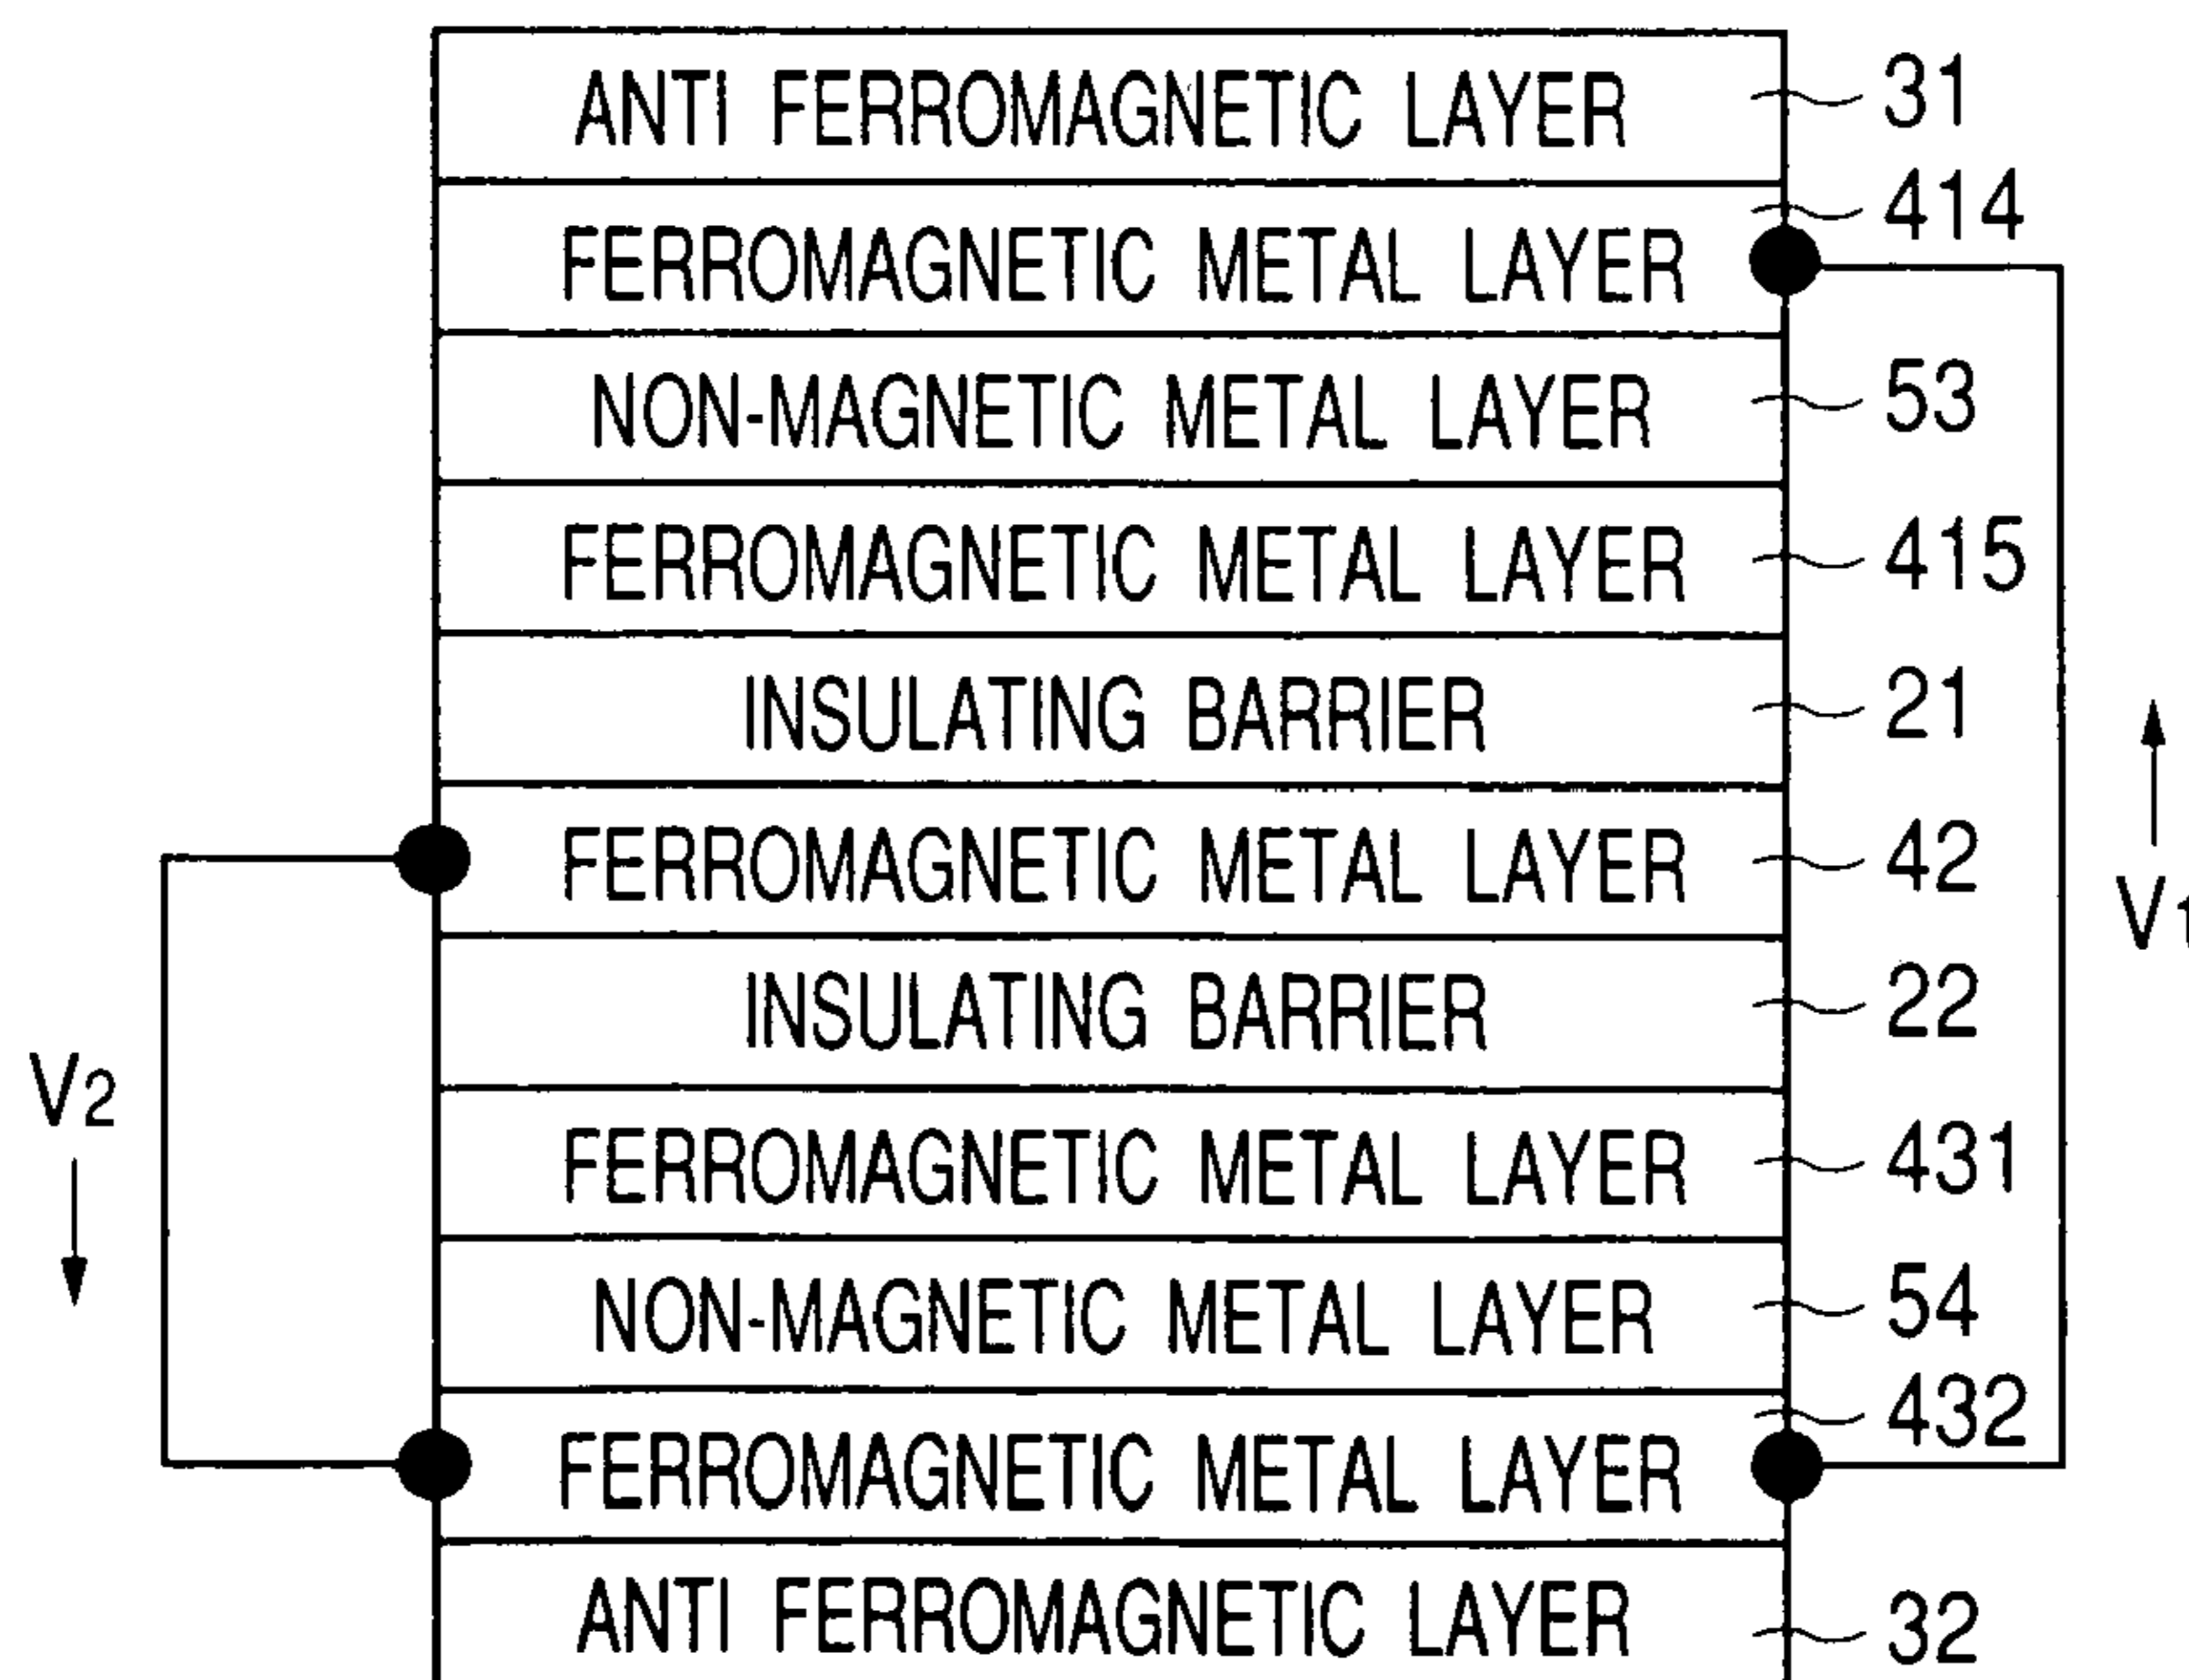 ANTI FERROMAGNETIC LAYER 31
FERROMAGNETIC METAL LAYER 414
NON-MAGNETIC METAL LAYER 53
FERROMAGNETIC METAL LAYER 415
INSULATING BARRIER 21
FERROMAGNETIC METAL LAYER 42
V1
INSULATING BARRIER 22
V2
FERROMAGNETIC METAL LAYER 431
NON-MAGNETIC METAL LAYER 54
FERROMAGNETIC METAL LAYER 432
ANTI FERROMAGNETIC LAYER 32